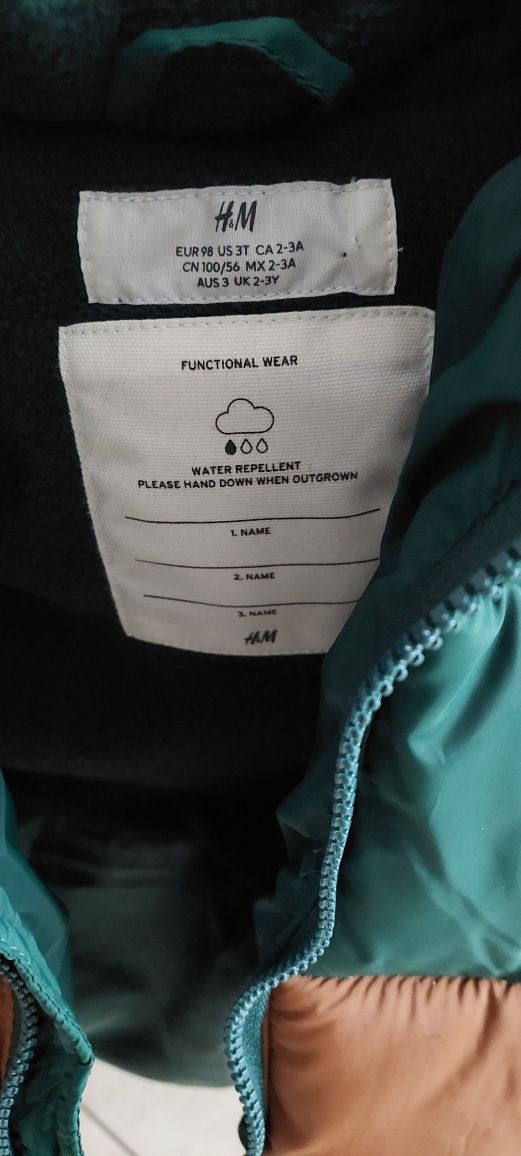 H&M
EUR 98 US 3T CA 2-3A
CN 100/56 MX 2-3A
AUS 3 UK 2-3Y
FUNCTIONAL WEAR
WATER REPELLENT
PLEASE HAND DOWN WHEN OUTGROWN
1. NAME
2. NAME
3. NAME
H&M